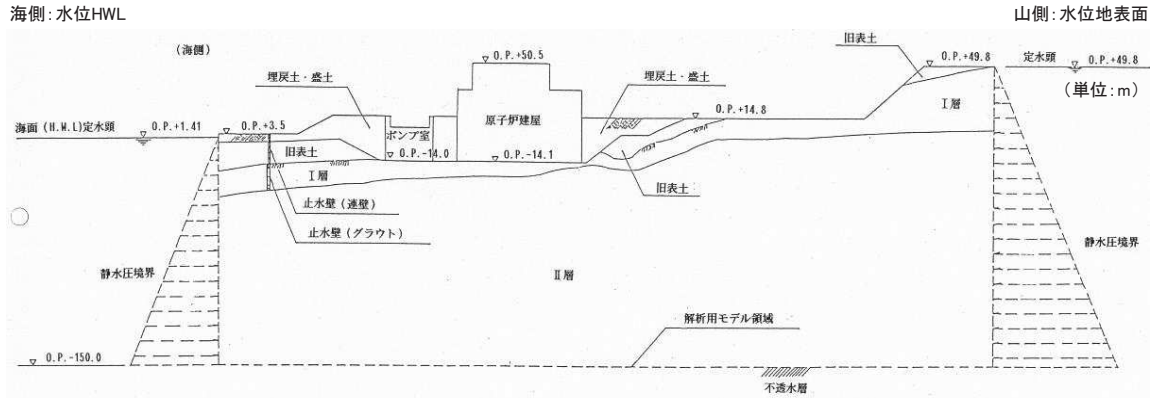 海側：水位HWL
山側：水位地表面
(海側)
O.P.+50.5
旧表土
O.P.+49.8
定水頭
O.P.+49.8
(単位：m)
埋戻土・盛土
埋戻土・盛土
Ⅰ層
海面(H.W.L)定水頭
O.P.+1.41
O.P.+3.5
ポンプ室
原子炉建屋
O.P.+14.8
旧表土
O.P.-14.0
O.P.-14.1
Ⅰ層
旧表土
止水壁(連壁)
止水壁(グラウト)
静水圧境界
Ⅱ層
静水圧境界
解析用モデル領域
O.P.-150.0
不透水層